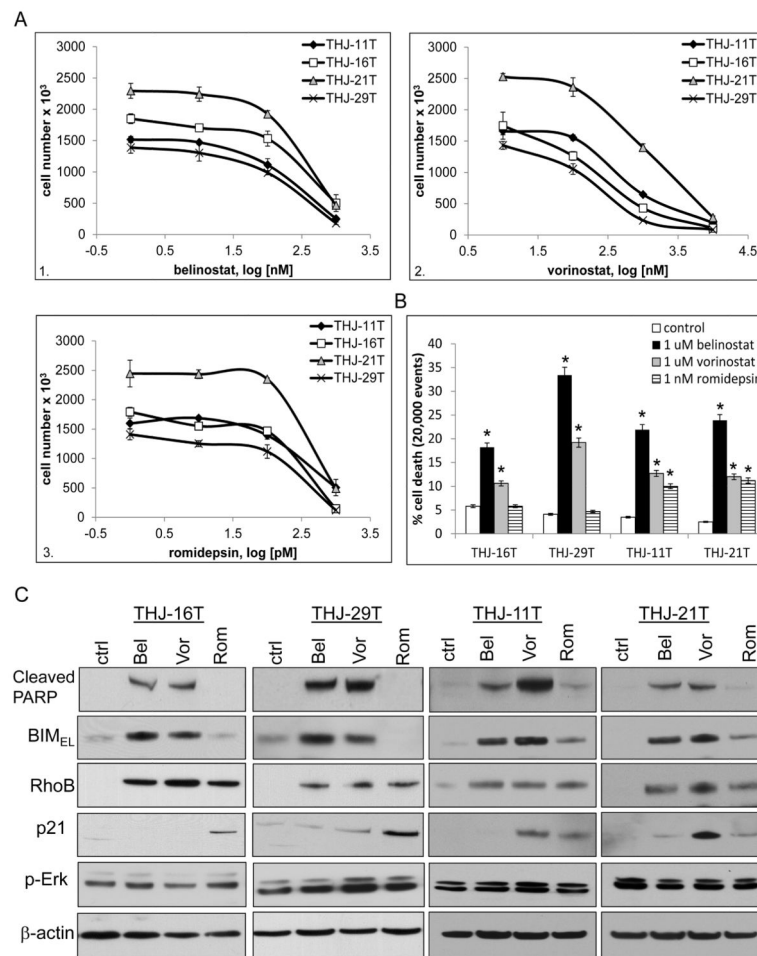 A
3000
2500
2000
1500
1000
500
0
cell number x 10³
-0.5 0.5 1.5 2.5 3.5
1. belinostat, log [nM]
THJ-11T
THJ-16T
THJ-21T
THJ-29T
3000
2500
2000
1500
1000
500
0
cell number x 10³
0.5 1.5 2.5 3.5 4.5
2. vorinostat, log [nM]
THJ-11T
THJ-16T
THJ-21T
THJ-29T
3000
2500
2000
1500
1000
500
0
cell number x 10³
-0.5 0.5 1.5 2.5 3.5
3. romidepsin, log [pM]
THJ-11T
THJ-16T
THJ-21T
THJ-29T
B
control
1 uM belinostat
1 uM vorinostat
1 nM romidepsin
40
35
30
25
20
15
10
5
0
% cell death (20,000 events)
* * * * * * * * * *
THJ-16T THJ-29T THJ-11T THJ-21T
C
THJ-16T THJ-29T THJ-11T THJ-21T
ctrl Bel Vor Rom ctrl Bel Vor Rom ctrl Bel Vor Rom ctrl Bel Vor Rom
Cleaved
PARP
BIM_EL
RhoB
p21
p-Erk
β-actin